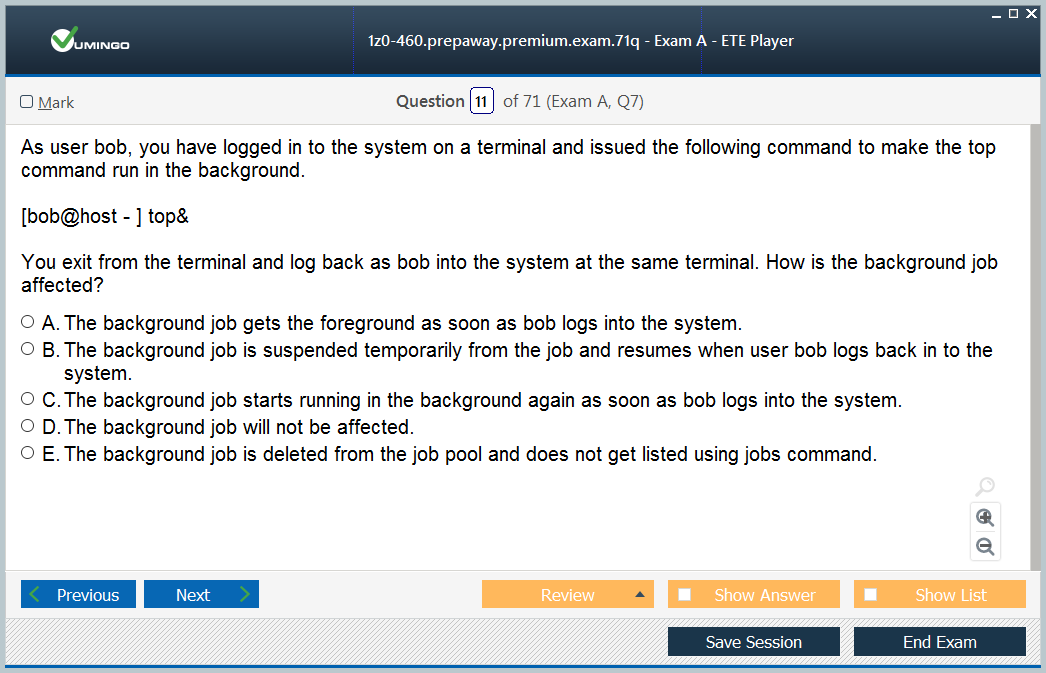 VUMINGO
1z0-460.prepaway.premium.exam.71q - Exam A - ETE Player
Mark
Question 11 of 71 (Exam A, Q7)
As user bob, you have logged in to the system on a terminal and issued the following command to make the top
command run in the background.
[bob@host - ] top&
You exit from the terminal and log back as bob into the system at the same terminal. How is the background job
affected?
A. The background job gets the foreground as soon as bob logs into the system.
B. The background job is suspended temporarily from the job and resumes when user bob logs back in to the
system.
C. The background job starts running in the background again as soon as bob logs into the system.
D. The background job will not be affected.
E. The background job is deleted from the job pool and does not get listed using jobs command.
Previous
Next
Review
Show Answer
Show List
Save Session
End Exam